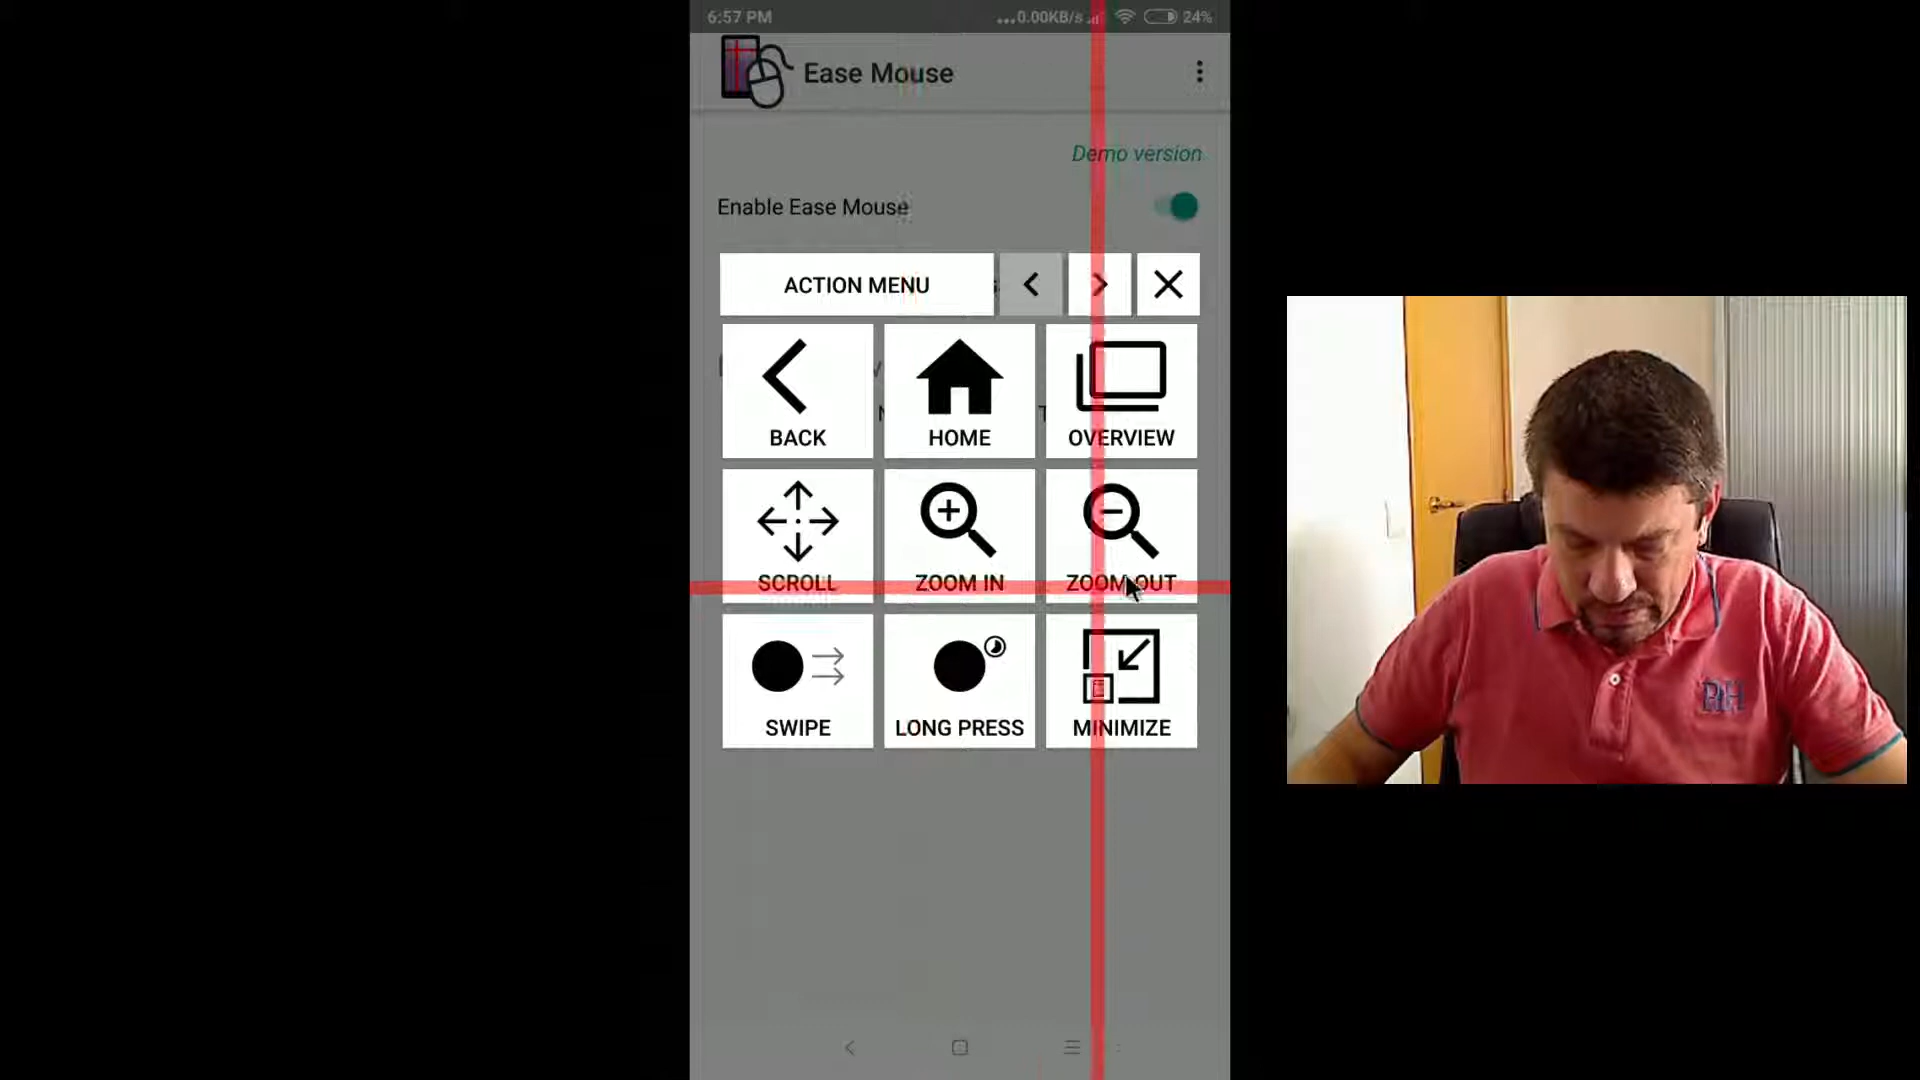 6:57 PM ...0.00KB/s 24%
Ease Mouse
Demo version
Enable Ease Mouse
ACTION MENU
BACK HOME OVERVIEW
SCROLL ZOOM IN ZOOM OUT
SWIPE LONG PRESS MINIMIZE